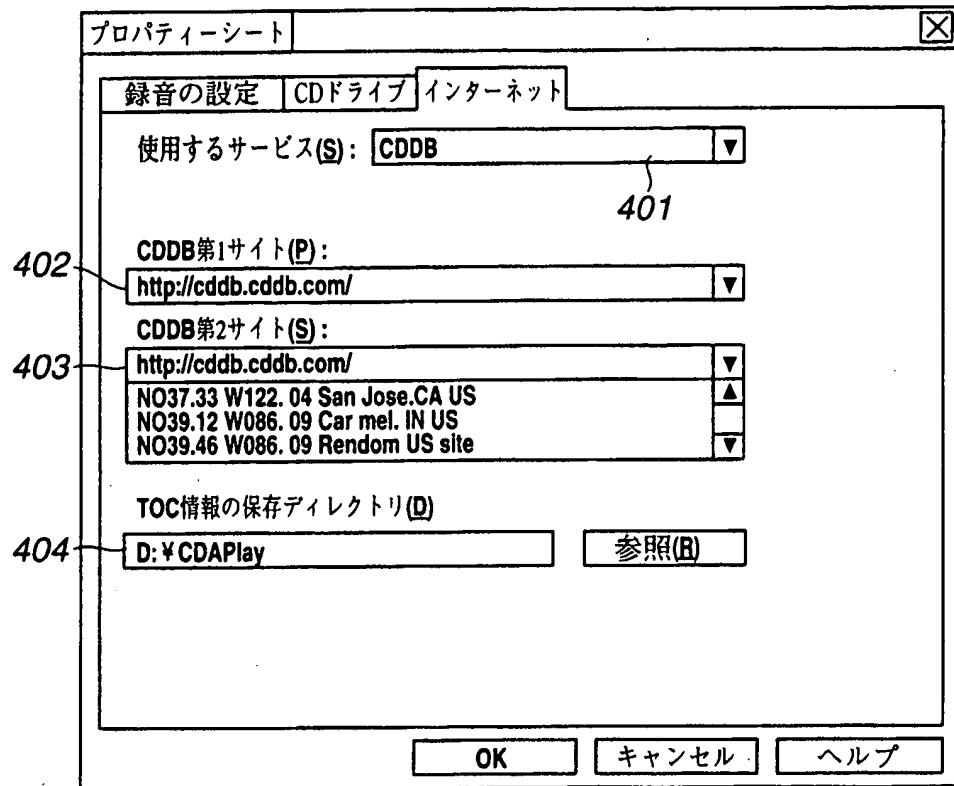 プロパティーシート
録音の設定 CDドライブ インターネット
使用するサービス(S): CDDB ▼
401
CDDB第1サイト(P):
402 http://cddb.cddb.com/ ▼
CDDB第2サイト(S):
403 http://cddb.cddb.com/ ▼
NO37.33 W122. 04 San Jose.CA US ▲
NO39.12 W086. 09 Car mel. IN US
NO39.46 W086. 09 Rendom US site ▼
TOC情報の保存ディレクトリ(D)
404 D:¥CDAPlay 参照(R)
OK キャンセル ヘルプ